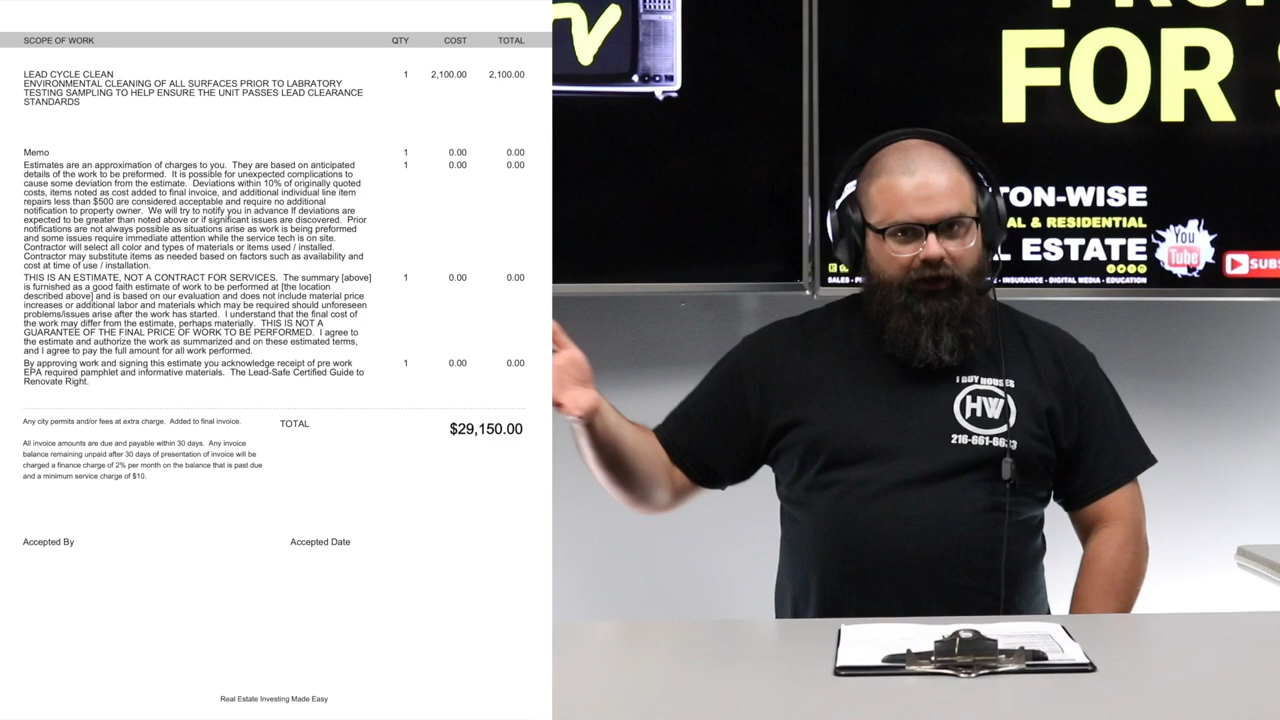 SCOPE OF WORK QTY COST TOTAL
LEAD CYCLE CLEAN 1 2,100.00 2,100.00
ENVIRONMENTAL CLEANING OF ALL SURFACES PRIOR TO LABRATORY
TESTING SAMPLING TO HELP ENSURE THE UNIT PASSES LEAD CLEARANCE
STANDARDS
Memo 1 0.00 0.00
Estimates are an approximation of charges to you. They are based on anticipated 1 0.00 0.00
details of the work to be preformed. It is possible for unexpected complications to
cause some deviation from the estimate. Deviations within 10% of originally quoted
costs, items noted as cost added to final invoice, and additional individual line item
repairs less than $500 are considered acceptable and require no additional
notification to property owner. We will try to notify you in advance If deviations are
expected to be greater than noted above or if significant issues are discovered. Prior
notifications are not always possible as situations arise as work is being preformed
and some issues require immediate attention while the service tech is on site.
Contractor will select all color and types of materials or items used / installed.
Contractor may substitute items as needed based on factors such as availability and
cost at time of use / installation.
THIS IS AN ESTIMATE, NOT A CONTRACT FOR SERVICES. The summary [above] 1 0.00 0.00
is furnished as a good faith estimate of work to be performed at [the location
described above] and is based on our evaluation and does not include material price
increases or additional labor and materials which may be required should unforeseen
problems/issues arise after the work has started. I understand that the final cost of
the work may differ from the estimate, perhaps materially. THIS IS NOT A
GUARANTEE OF THE FINAL PRICE OF WORK TO BE PERFORMED. I agree to
the estimate and authorize the work as summarized and on these estimated terms,
and I agree to pay the full amount for all work performed.
By approving work and signing this estimate you acknowledge receipt of pre work 1 0.00 0.00
EPA required pamphlet and informative materials. The Lead-Safe Certified Guide to
Renovate Right.
Any city permits and/or fees at extra charge. Added to final invoice. TOTAL $29,150.00
All invoice amounts are due and payable within 30 days. Any invoice
balance remaining unpaid after 30 days of presentation of invoice will be
charged a finance charge of 2% per month on the balance that is past due
and a minimum service charge of $10.
Accepted By Accepted Date
Real Estate Investing Made Easy
FOR
TON-WISE
AL & RESIDENTIAL
ESTATE
INSURANCE - DIGITAL MEDIA - EDUCATION
You
Tube
SUBS
I BUY HOUSES
HW
216-661-66